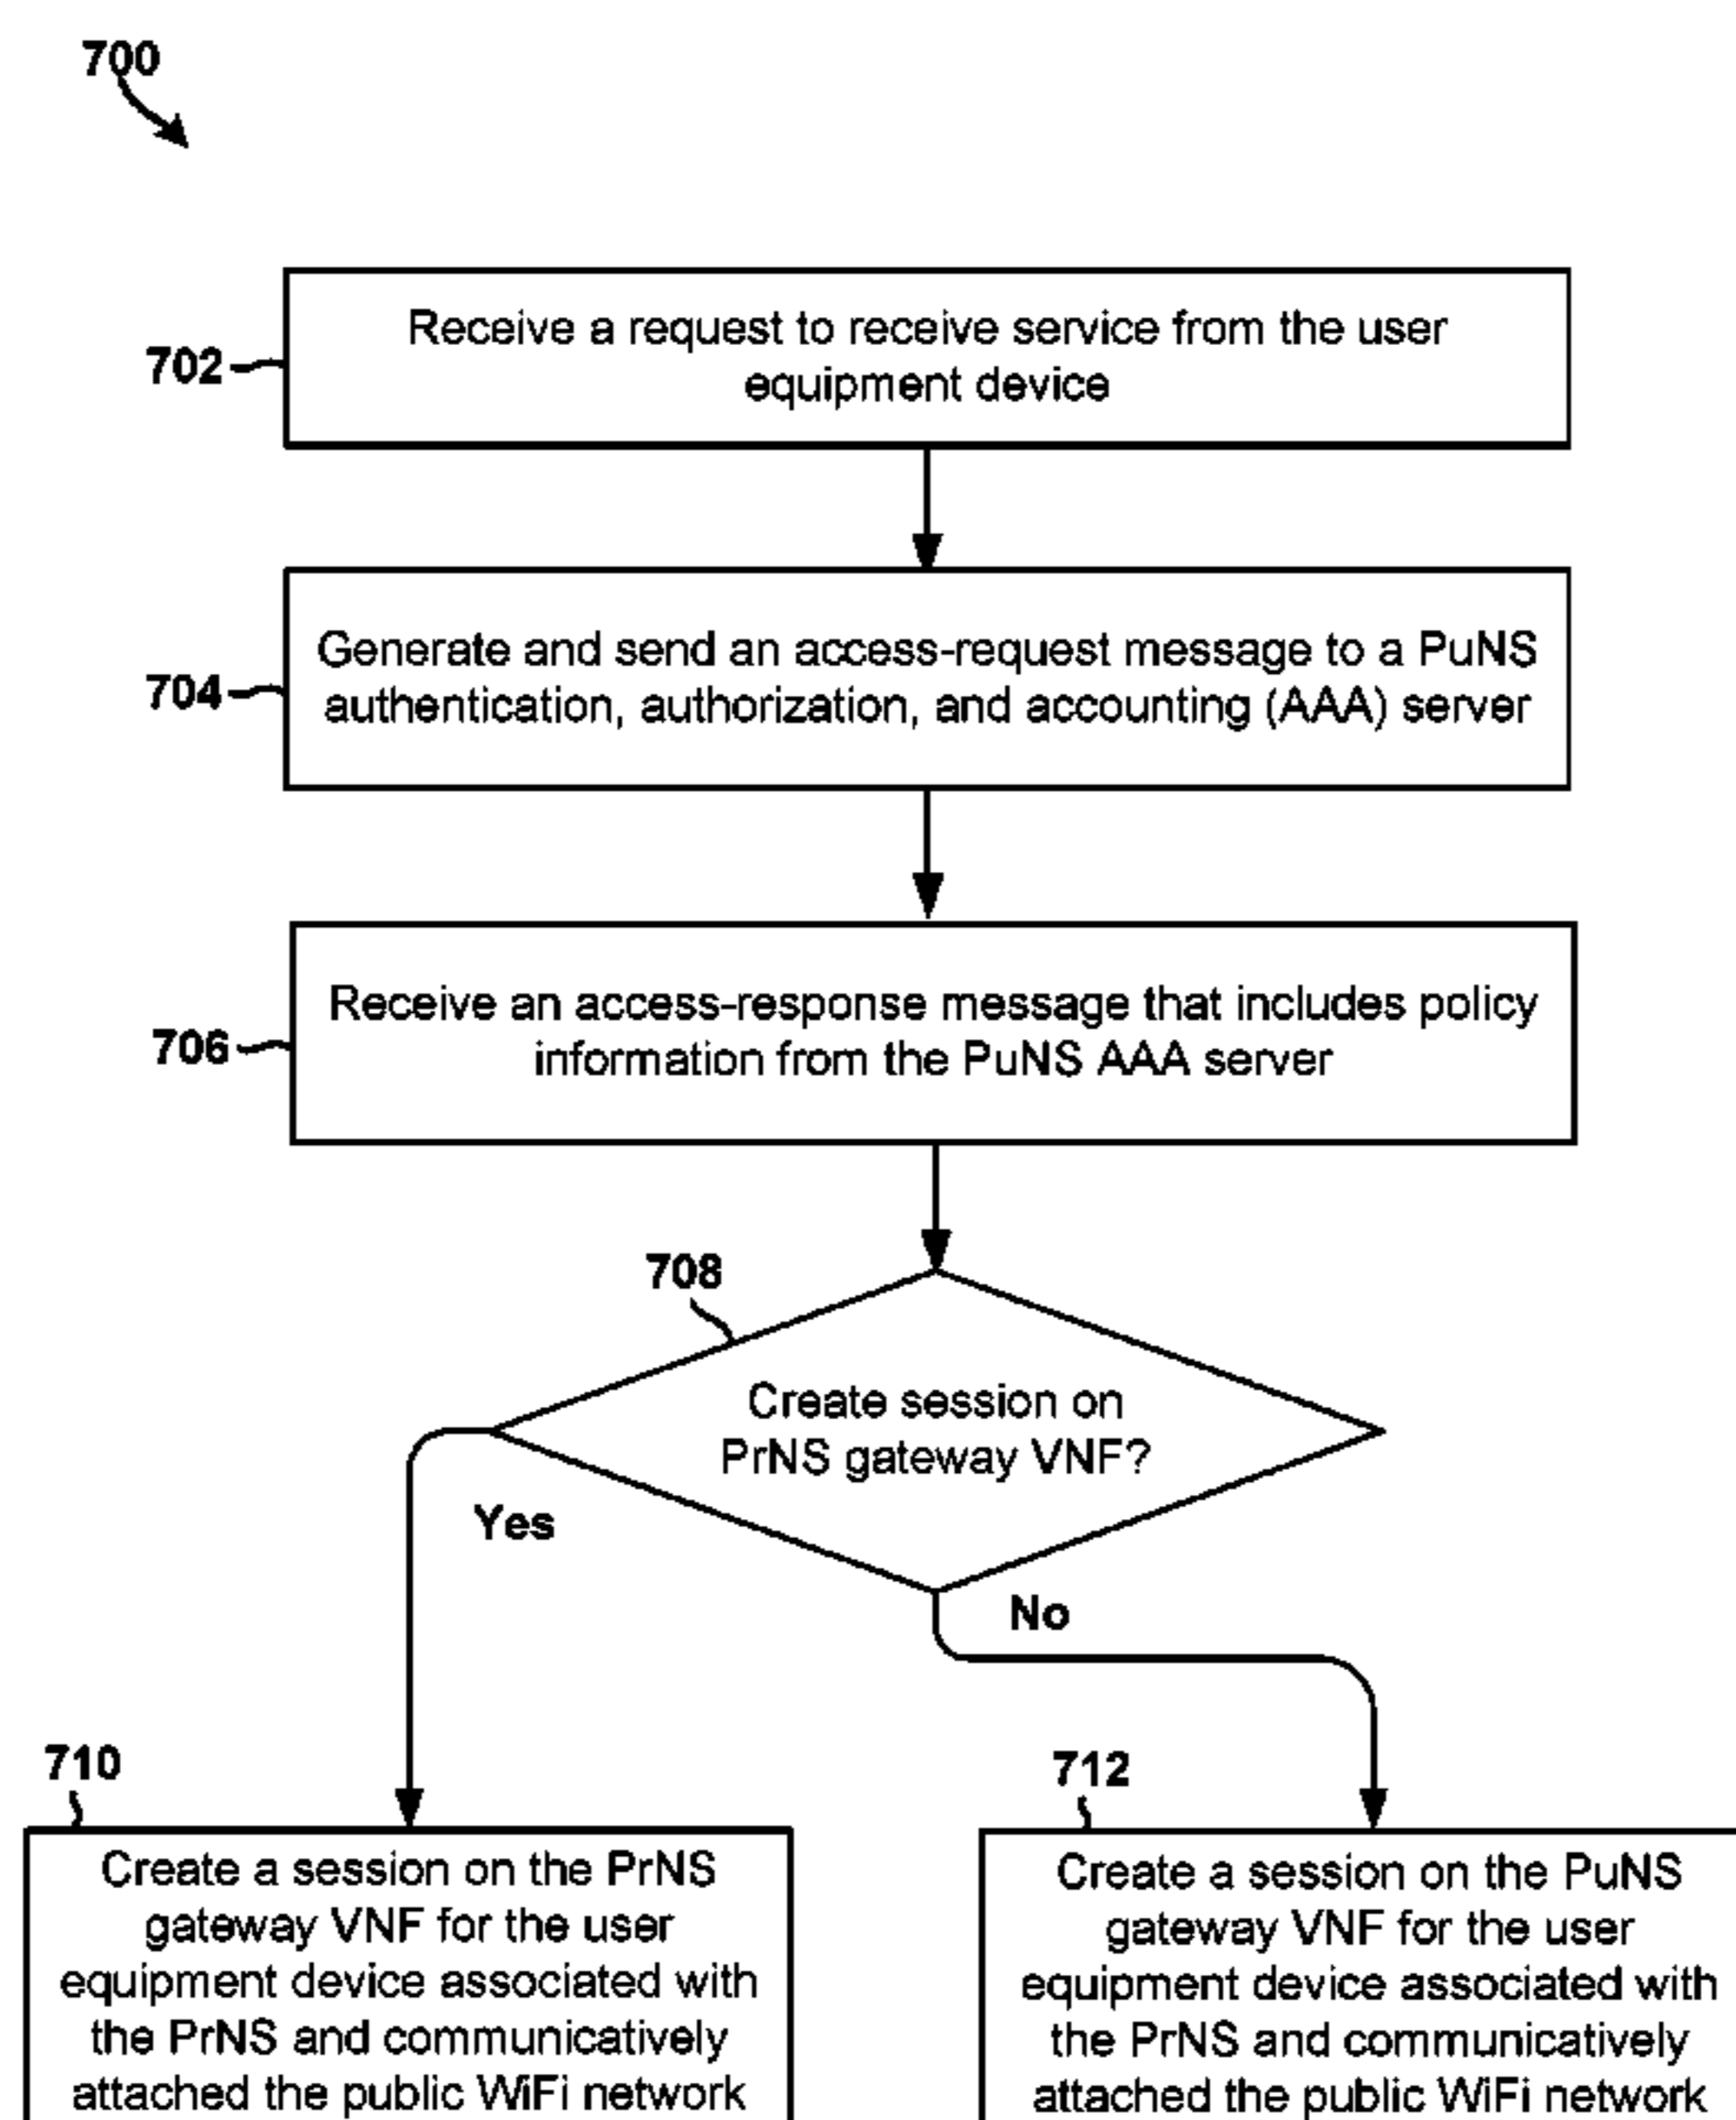 700
702
Receive a request to receive service from the user
equipment device
704
Generate and send an access-request message to a PuNS
authentication, authorization, and accounting (AAA) server
706
Receive an access-response message that includes policy
information from the PuNS AAA server
708
Create session on
PrNS gateway VNF?
Yes
No
710
Create a session on the PrNS
gateway VNF for the user
equipment device associated with
the PrNS and communicatively
attached the public WiFi network
712
Create a session on the PuNS
gateway VNF for the user
equipment device associated with
the PrNS and communicatively
attached the public WiFi network